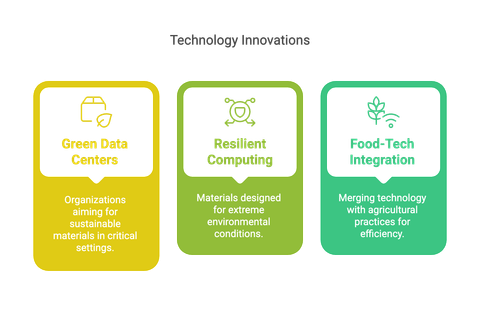 Technology Innovations
Green Data
Centers
Organizations
aiming for
sustainable
materials in critical
settings.
Resilient
Computing
Materials designed
for extreme
environmental
conditions.
Food-Tech
Integration
Merging technology
with agricultural
practices for
efficiency.